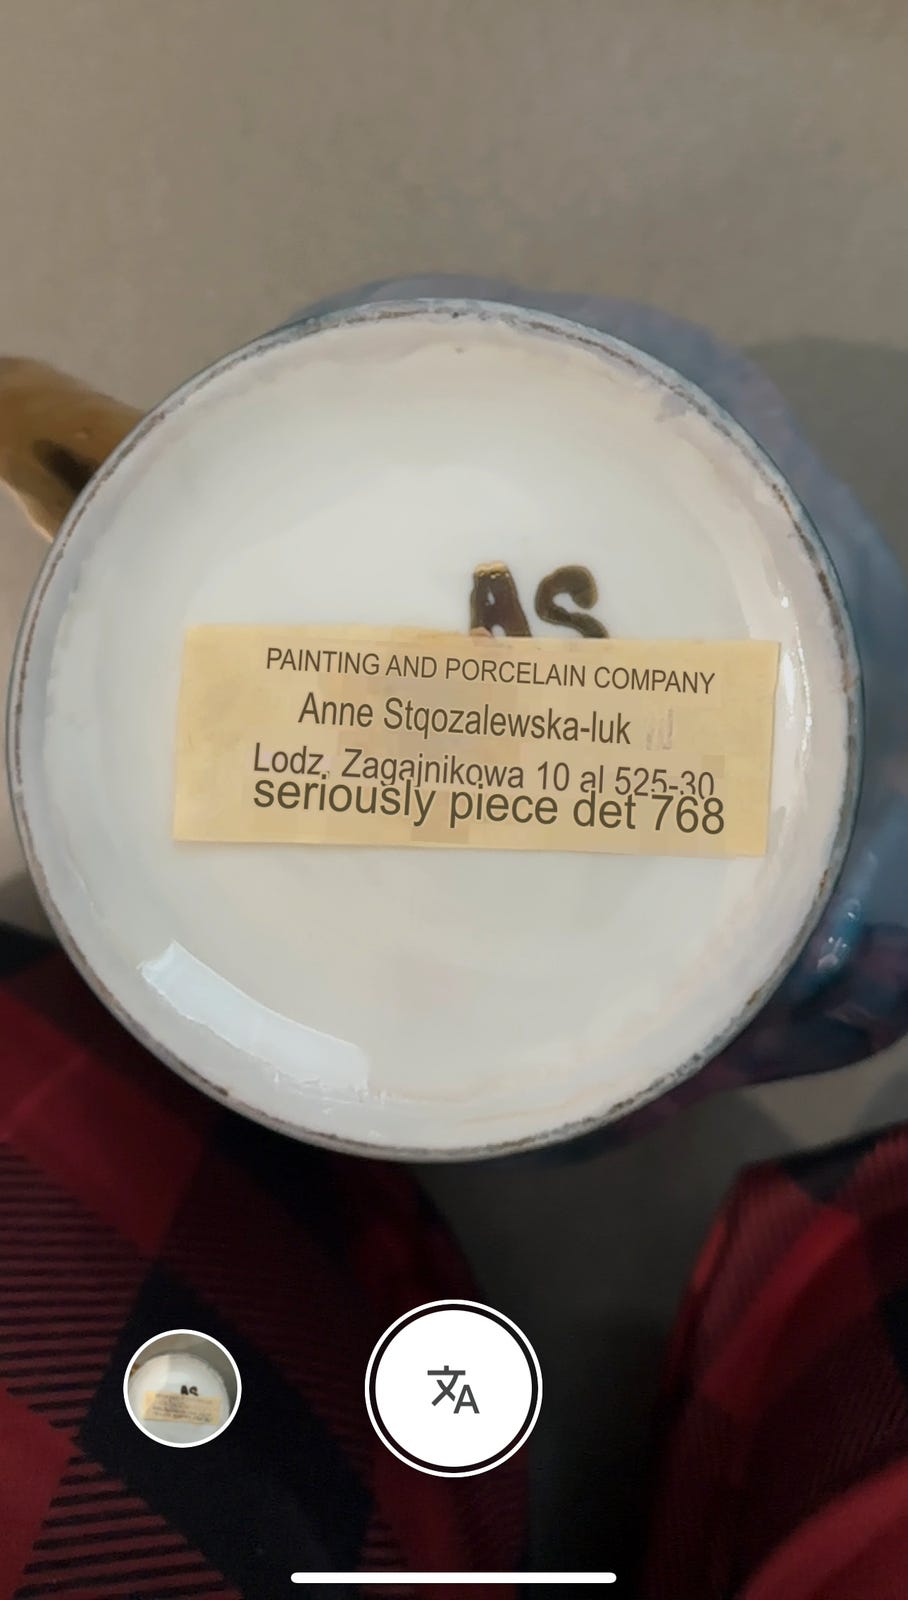 AS
PAINTING AND PORCELAIN COMPANY
Anne Stqozalewska-luk
Lodz, Zagajnikowa 10 al 525-30
seriously piece det 768